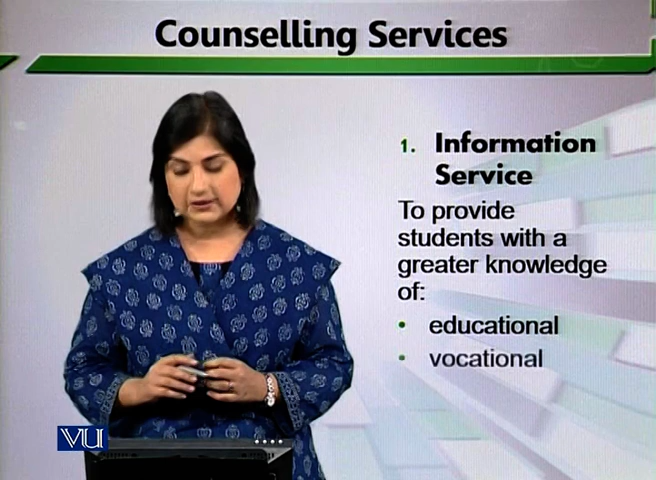 Counselling Services
1. Information
Service
To provide
students with a
greater knowledge
of:
• educational
• vocational
VU